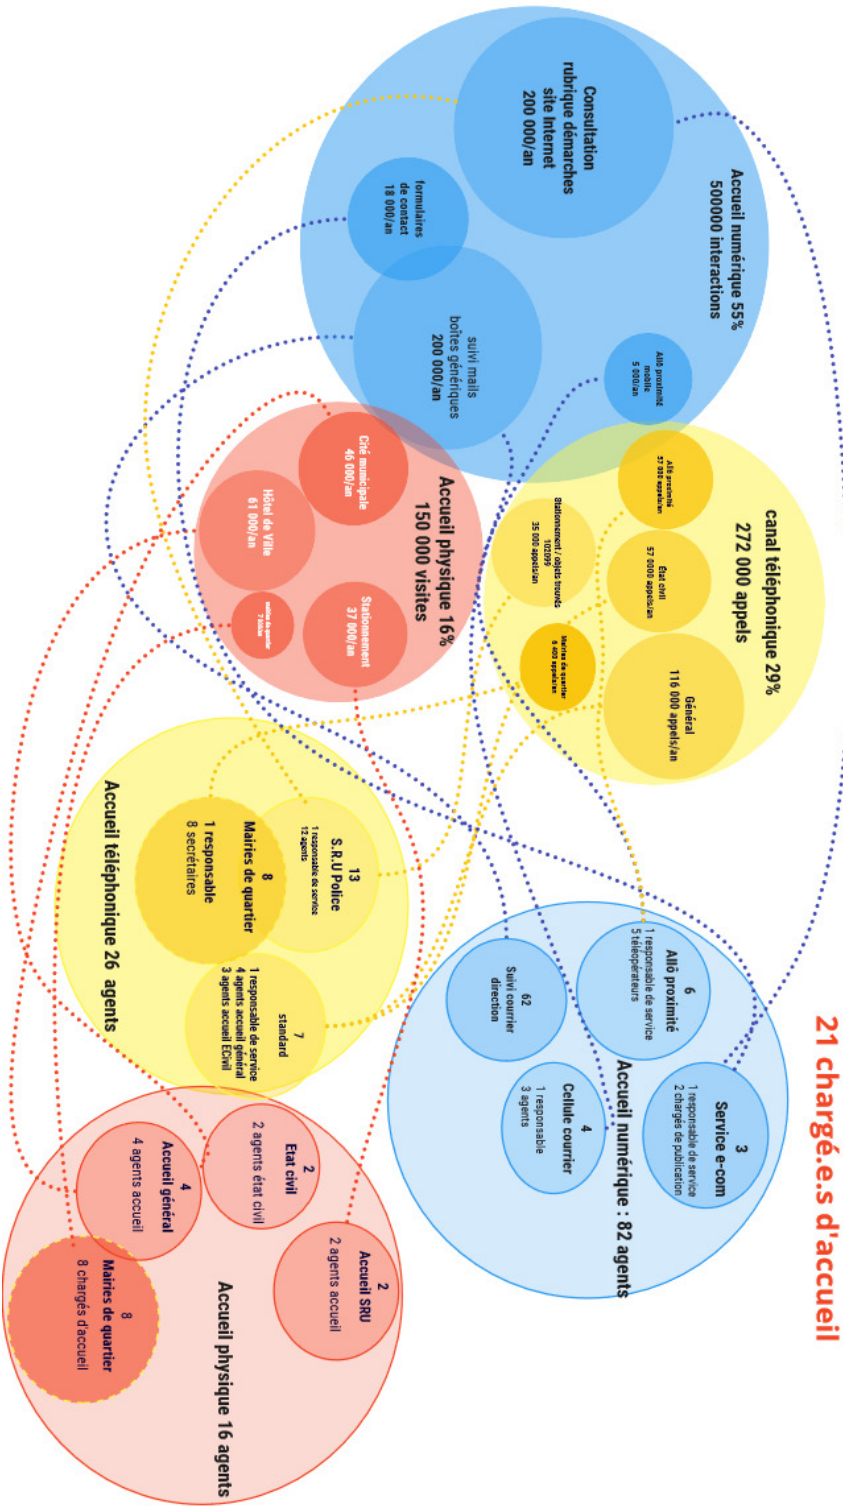 21 chargé.e.s d'accueil
Accueil numérique 55%
500000 interactions
Consultation
rubrique démarches
site Internet
200 000/an
formulaires
de contact
18 000/an
suivi mails
boîtes génériques
200 000/an
Allô proximité
mobile
5 000/an
canal téléphonique 29%
272 000 appels
Allô proximité
57 000 appels/an
État civil
57 0000 appels/an
Général
116 000 appels/an
Stationnement / objets trouvés
102099
35 000 appels/an
Mairies de quartier
6 400 appels/an
Accueil physique 16%
150 000 visites
Cité municipale
46 000/an
Hôtel de Ville
61 000/an
Stationnement
37 000/an
mairies de quartier
Accueil numérique : 82 agents
6
Allô proximité
1 responsable de service
5 téléopérateurs
3
Service e-com
1 responsable de service
2 chargés de publication
62
Suivi courrier
direction
4
Cellule courrier
1 responsable
3 agents
Accueil téléphonique 26 agents
13
S.R.U Police
1 responsable de service
12 agents
8
Mairies de quartier
1 responsable
8 secrétaires
7
standard
1 responsable de service
4 agents accueil général
3 agents accueil ECivil
Accueil physique 16 agents
2
Etat civil
2 agents état civil
2
Accueil SRU
2 agents accueil
4
Accueil général
4 agents accueil
8
Mairies de quartier
8 chargés d'accueil